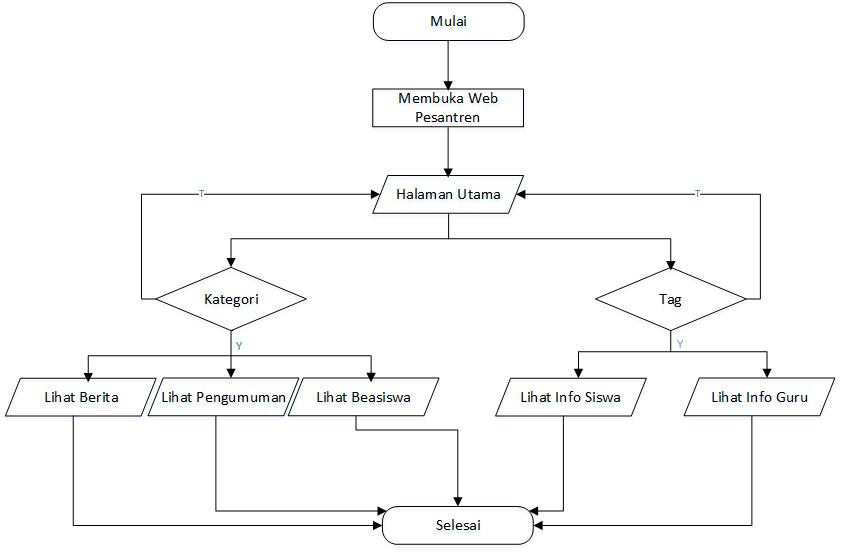 Mulai
Membuka Web
Pesantren
Halaman Utama
T
T
Kategori
Tag
Y
Y
Lihat Berita
Lihat Pengumuman
Lihat Beasiswa
Lihat Info Siswa
Lihat Info Guru
Selesai